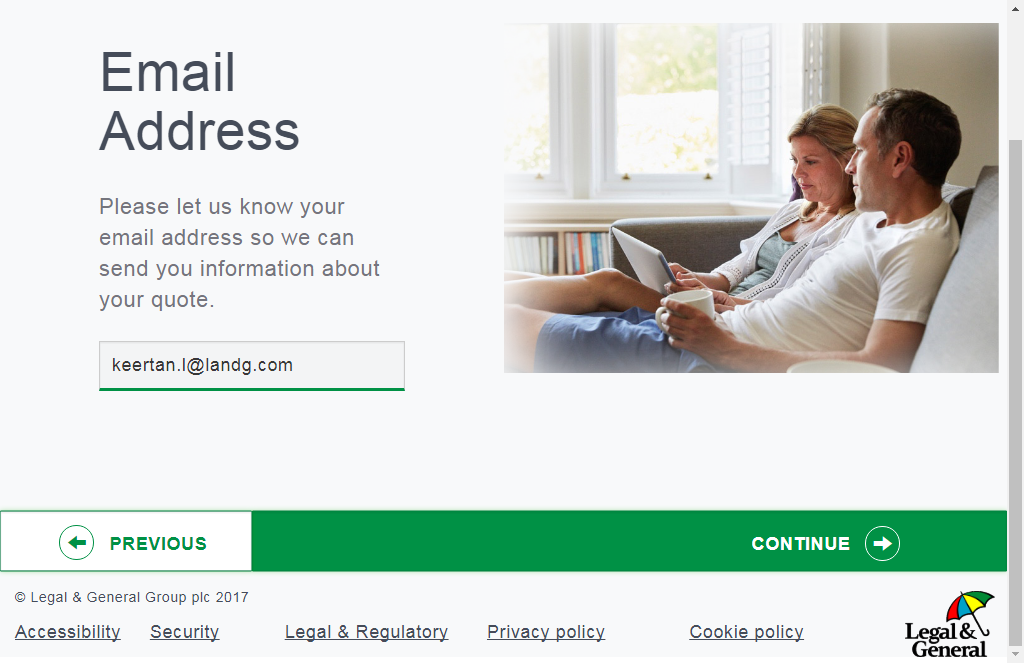 Email
Address
Please let us know your
email address so we can
send you information about
your quote.
keertan.l@landg.com
PREVIOUS
CONTINUE
© Legal & General Group plc 2017
Accessibility
Security
Legal & Regulatory
Privacy policy
Cookie policy
Legal &
General